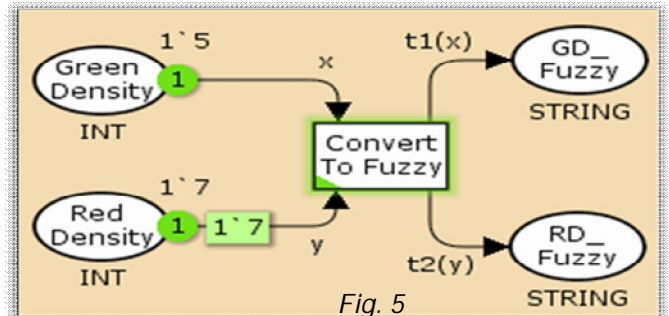 1`5
Green
Density
1
INT
x
t1(x)
GD_
Fuzzy
STRING
Convert
To Fuzzy
1`7
Red
Density
1
1`7
INT
y
t2(y)
RD_
Fuzzy
STRING
Fig. 5